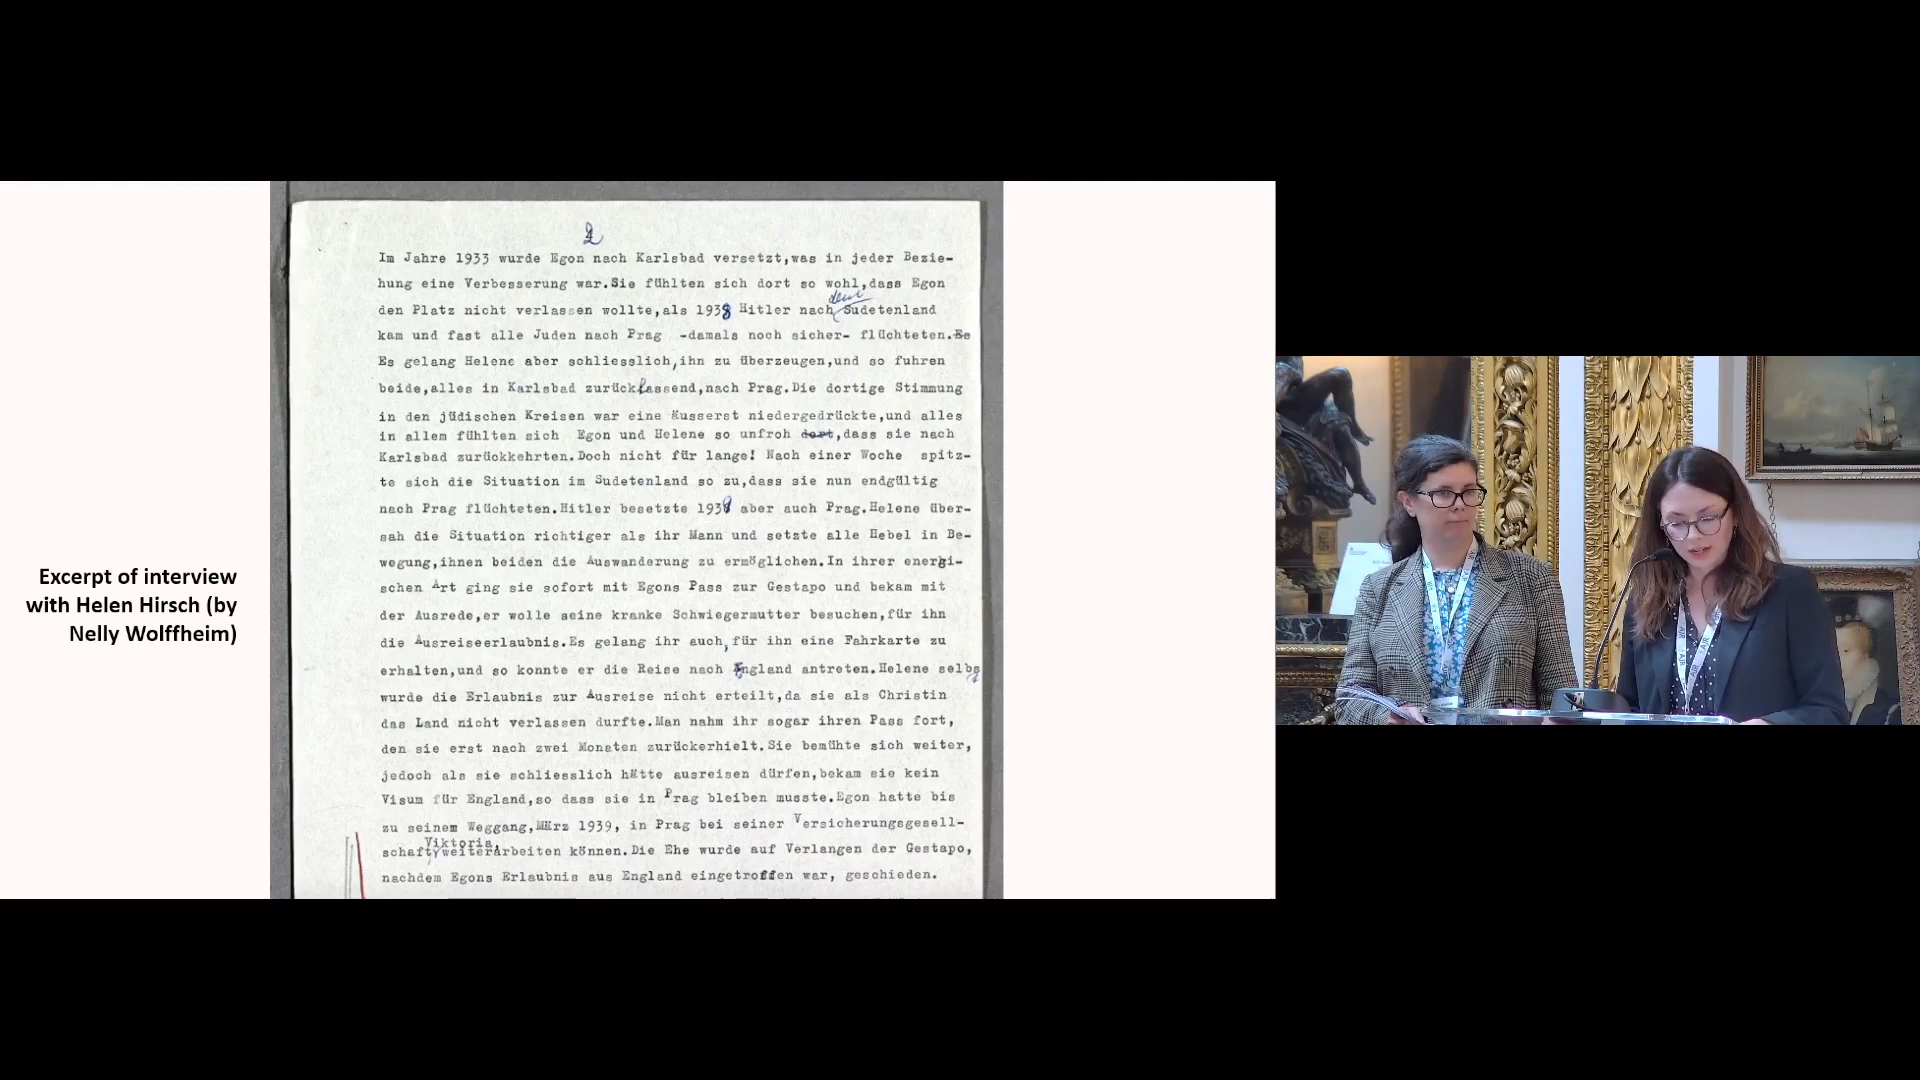 Excerpt of interview
with Helen Hirsch (by
Nelly Wolffheim)
2
Im Jahre 1933 wurde Egon nach Karlsbad versetzt,was in jeder Bezie-
hung eine Verbesserung war.Sie fühlten sich dort so wohl,dass Egon
dem
den Platz nicht verlassen wollte,als 1938 Hitler nach Sudetenland
kam und fast alle Juden nach Prag -damals noch sicher- flüchteten.Es
Es gelang Helene aber schliesslich,ihn zu überzeugen,und so fuhren
beide,alles in Karlsbad zurücklassend,nach Prag.Die dortige Stimmung
in den jüdischen Kreisen war eine äusserst niedergedrückte,und alles
in allem fühlten sich Egon und Helene so unfroh dort,dass sie nach
Karlsbad zurückkehrten.Doch nicht für lange! Nach einer Woche spitz-
te sich die Situation im Sudetenland so zu,dass sie nun endgültig
nach Prag flüchteten.Hitler besetzte aber auch Prag.Helene über-
sah die Situation richtiger als ihr Mann und setzte alle Hebel in Be-
wegung,ihnen beiden die Auswanderung zu ermöglichen.In ihrer energi-
schen Art ging sie sofort mit Egons Pass zur Gestapo und bekam mit
der Ausrede,er wolle seine kranke Schwiegermutter besuchen,für ihn
die Ausreiseerlaubnis.Es gelang ihr auch,für ihn eine Fahrkarte zu
erhalten,und so konnte er die Reise nach England antreten.Helene selbst
wurde die Erlaubnis zur Ausreise nicht erteilt,da sie als Christin
das Land nicht verlassen durfte.Man nahm ihr sogar ihren Pass fort,
den sie erst nach zwei Monaten zurückerhielt.Sie bemühte sich weiter,
jedoch als sie schliesslich hätte ausreisen dürfen,bekam sie kein
Visum für England,so dass sie in Prag bleiben musste.Egon hatte bis
zu seinem Weggang,März 1939, in Prag bei seiner Versicherungsgesell-
Viktoria,
schaft weiterarbeiten können.Die Ehe wurde auf Verlangen der Gestapo,
nachdem Egons Erlaubnis aus England eingetroffen war, geschieden.